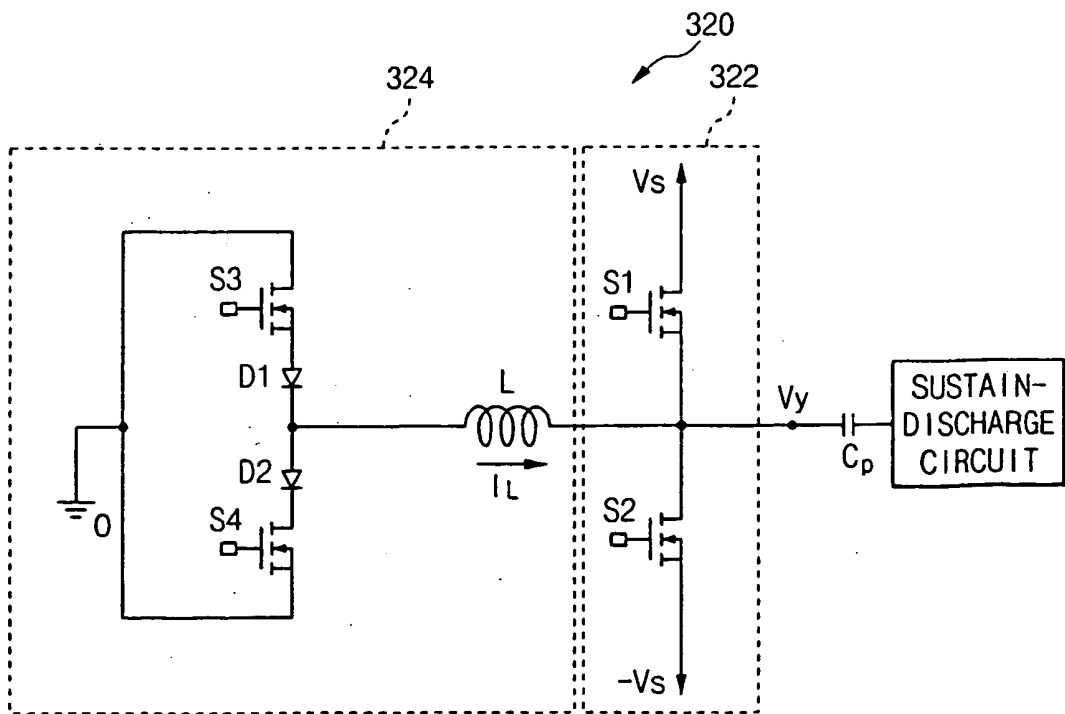 320
324
322
Vs
S3
S1
D1
L
Vy
SUSTAIN-
DISCHARGE
CIRCUIT
Cp
D2
IL
S4
S2
0
-Vs